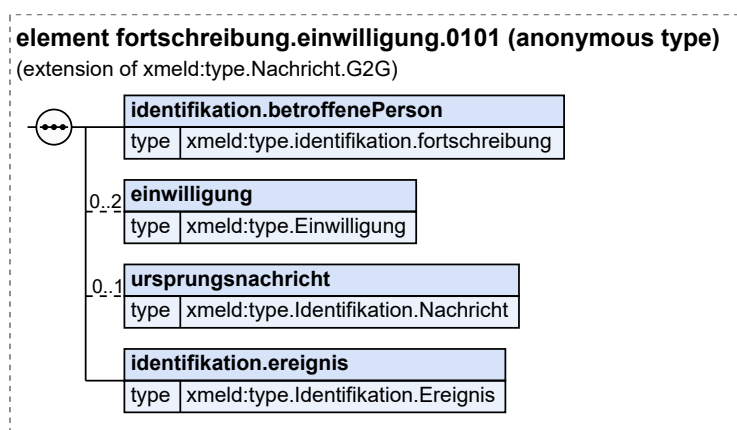 element fortschreibung.einwilligung.0101 (anonymous type)
(extension of xmeld:type.Nachricht.G2G)
identifikation.betroffenePerson
type xmeld:type.identifikation.fortschreibung
0..2 einwilligung
type xmeld:type.Einwilligung
0..1 ursprungsnachricht
type xmeld:type.Identifikation.Nachricht
identifikation.ereignis
type xmeld:type.Identifikation.Ereignis